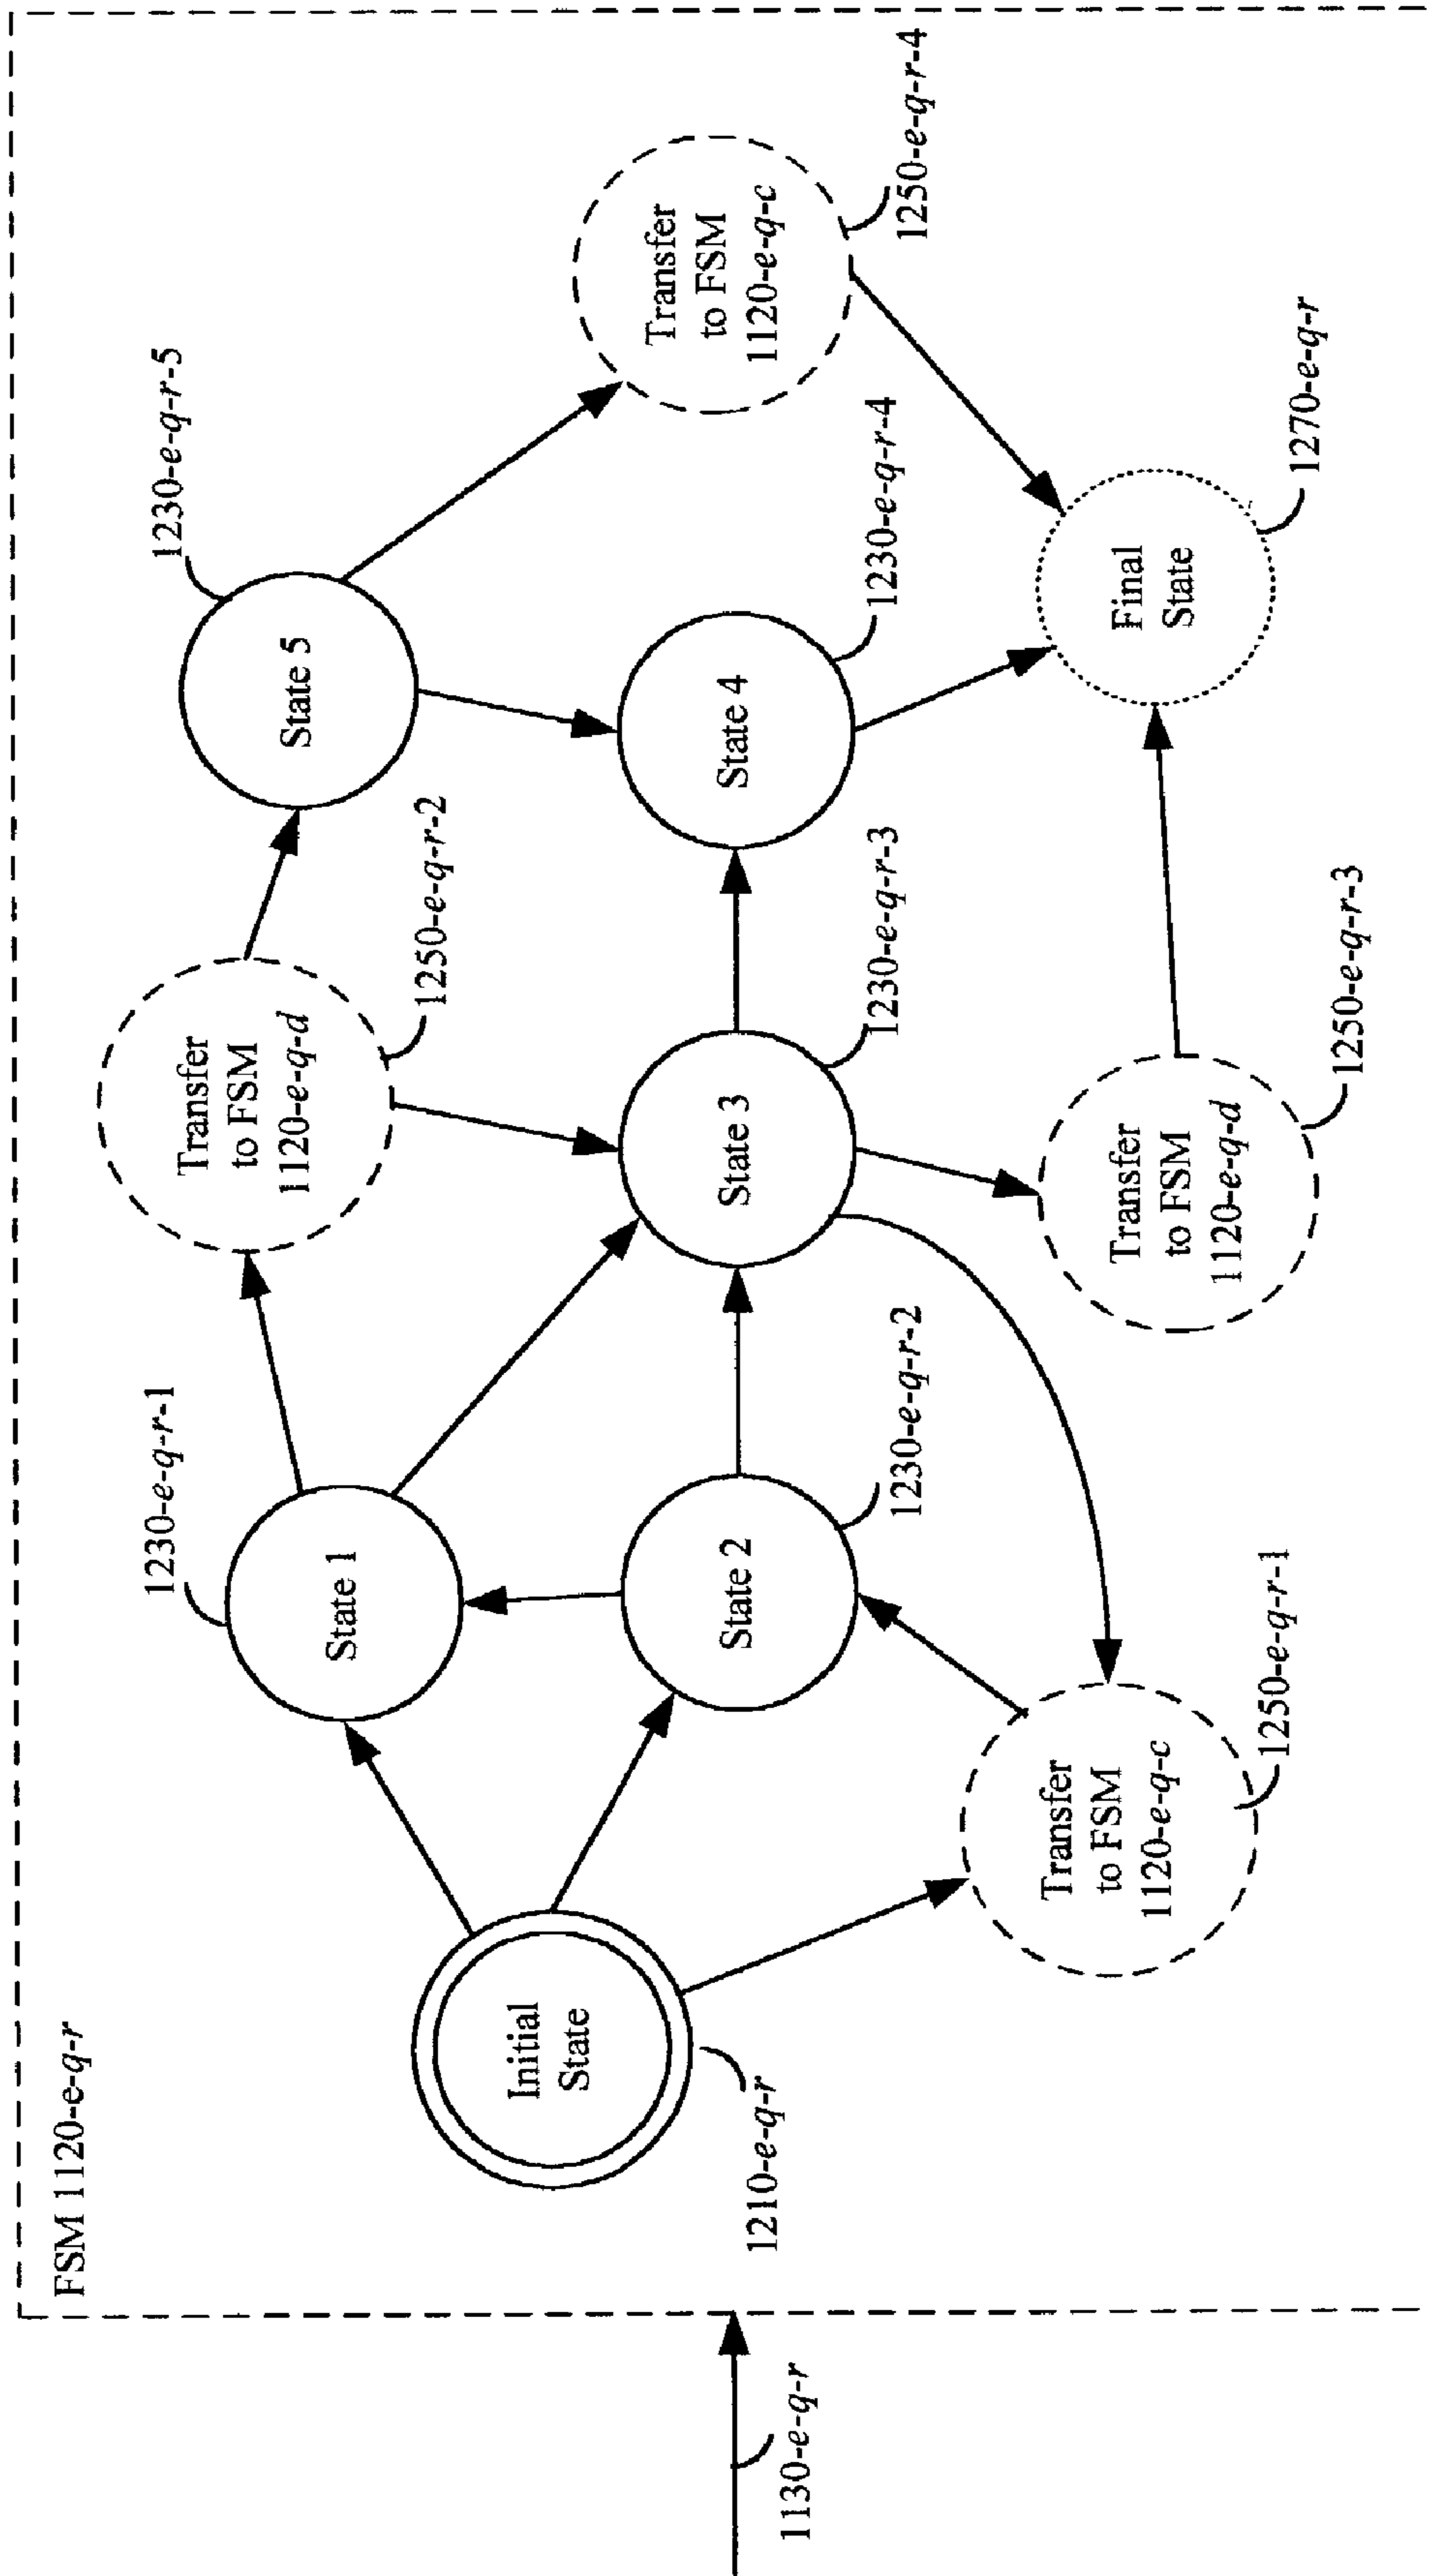 FSM 1120-e-q-r
1130-e-q-r
Initial
State
1210-e-q-r
State 1
1230-e-q-r-1
State 2
1230-e-q-r-2
Transfer
to FSM
1120-e-q-c
1250-e-q-r-1
Transfer
to FSM
1120-e-q-d
1250-e-q-r-2
State 3
1230-e-q-r-3
Transfer
to FSM
1120-e-q-d
1250-e-q-r-3
State 5
1230-e-q-r-5
State 4
1230-e-q-r-4
Transfer
to FSM
1120-e-q-c
1250-e-q-r-4
Final
State
1270-e-q-r